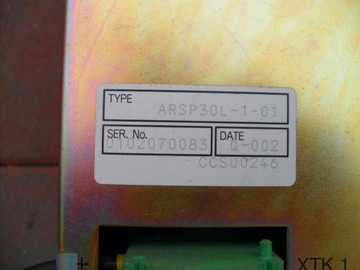 TYPE ARSP30L-1-01
SER. No. DATE
0102070083 Q-002
CCS00246
+ XTK 1